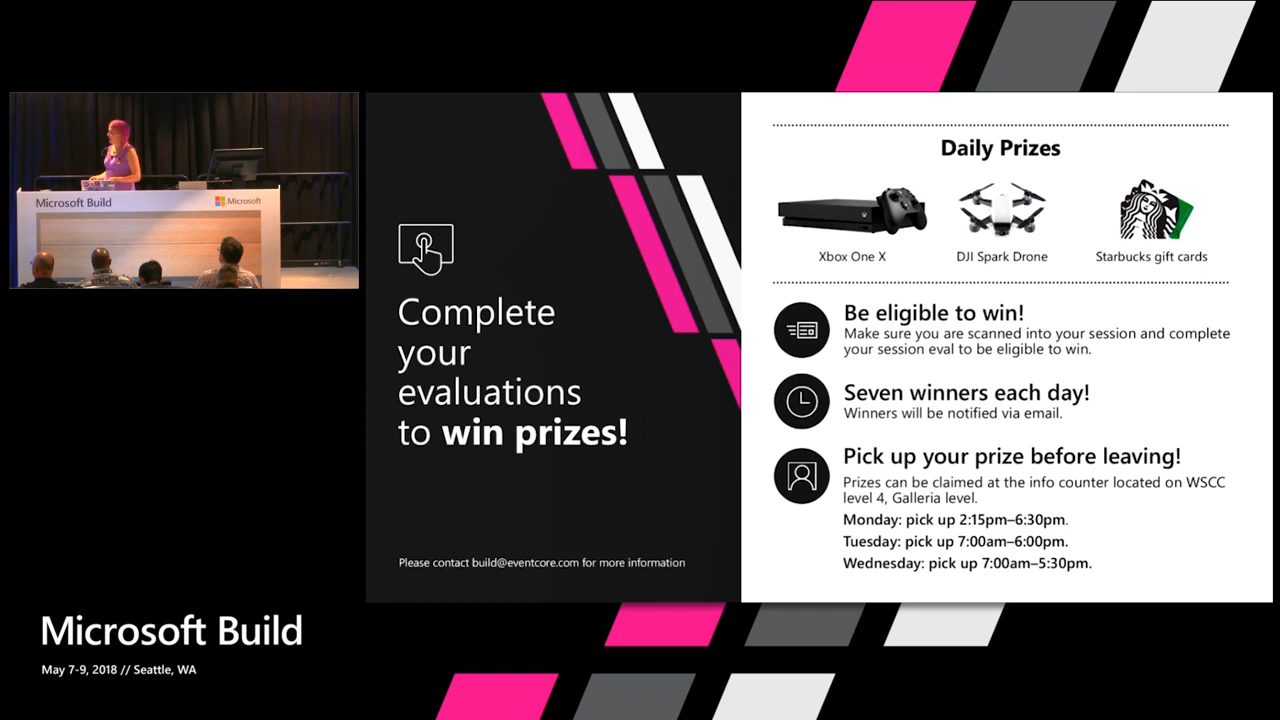 Microsoft Build
Microsoft
Complete
your
evaluations
to win prizes!
Please contact build@eventcore.com for more information
Daily Prizes
Xbox One X
DJI Spark Drone
Starbucks gift cards
Be eligible to win!
Make sure you are scanned into your session and complete
your session eval to be eligible to win.
Seven winners each day!
Winners will be notified via email.
Pick up your prize before leaving!
Prizes can be claimed at the info counter located on WSCC
level 4, Galleria level.
Monday: pick up 2:15pm–6:30pm.
Tuesday: pick up 7:00am–6:00pm.
Wednesday: pick up 7:00am–5:30pm.
Microsoft Build
May 7-9, 2018 // Seattle, WA